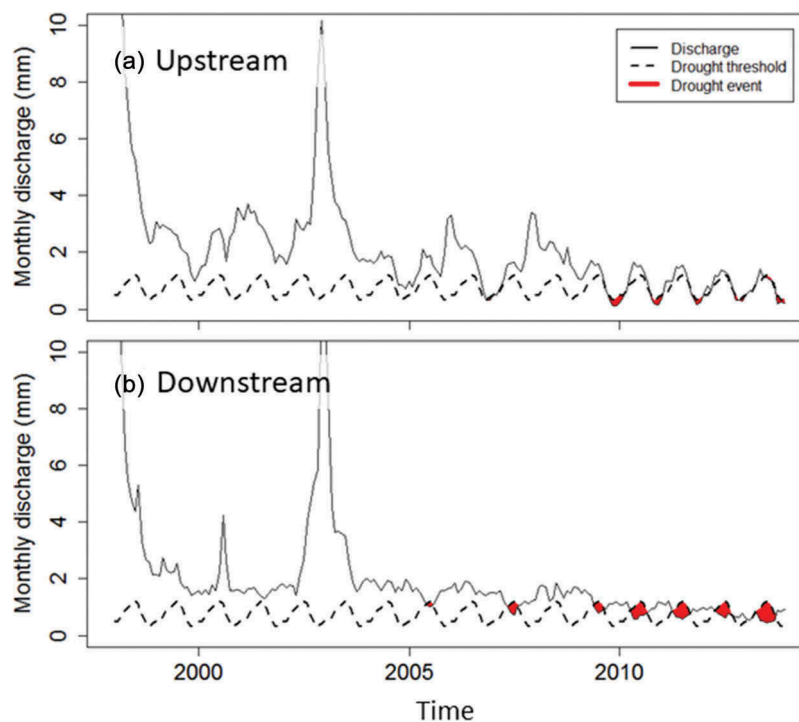 (a) Upstream
Discharge
Drought threshold
Drought event
Monthly discharge (mm)
10
8
6
4
2
0
(b) Downstream
Monthly discharge (mm)
10
8
6
4
2
0
2000 2005 2010
Time